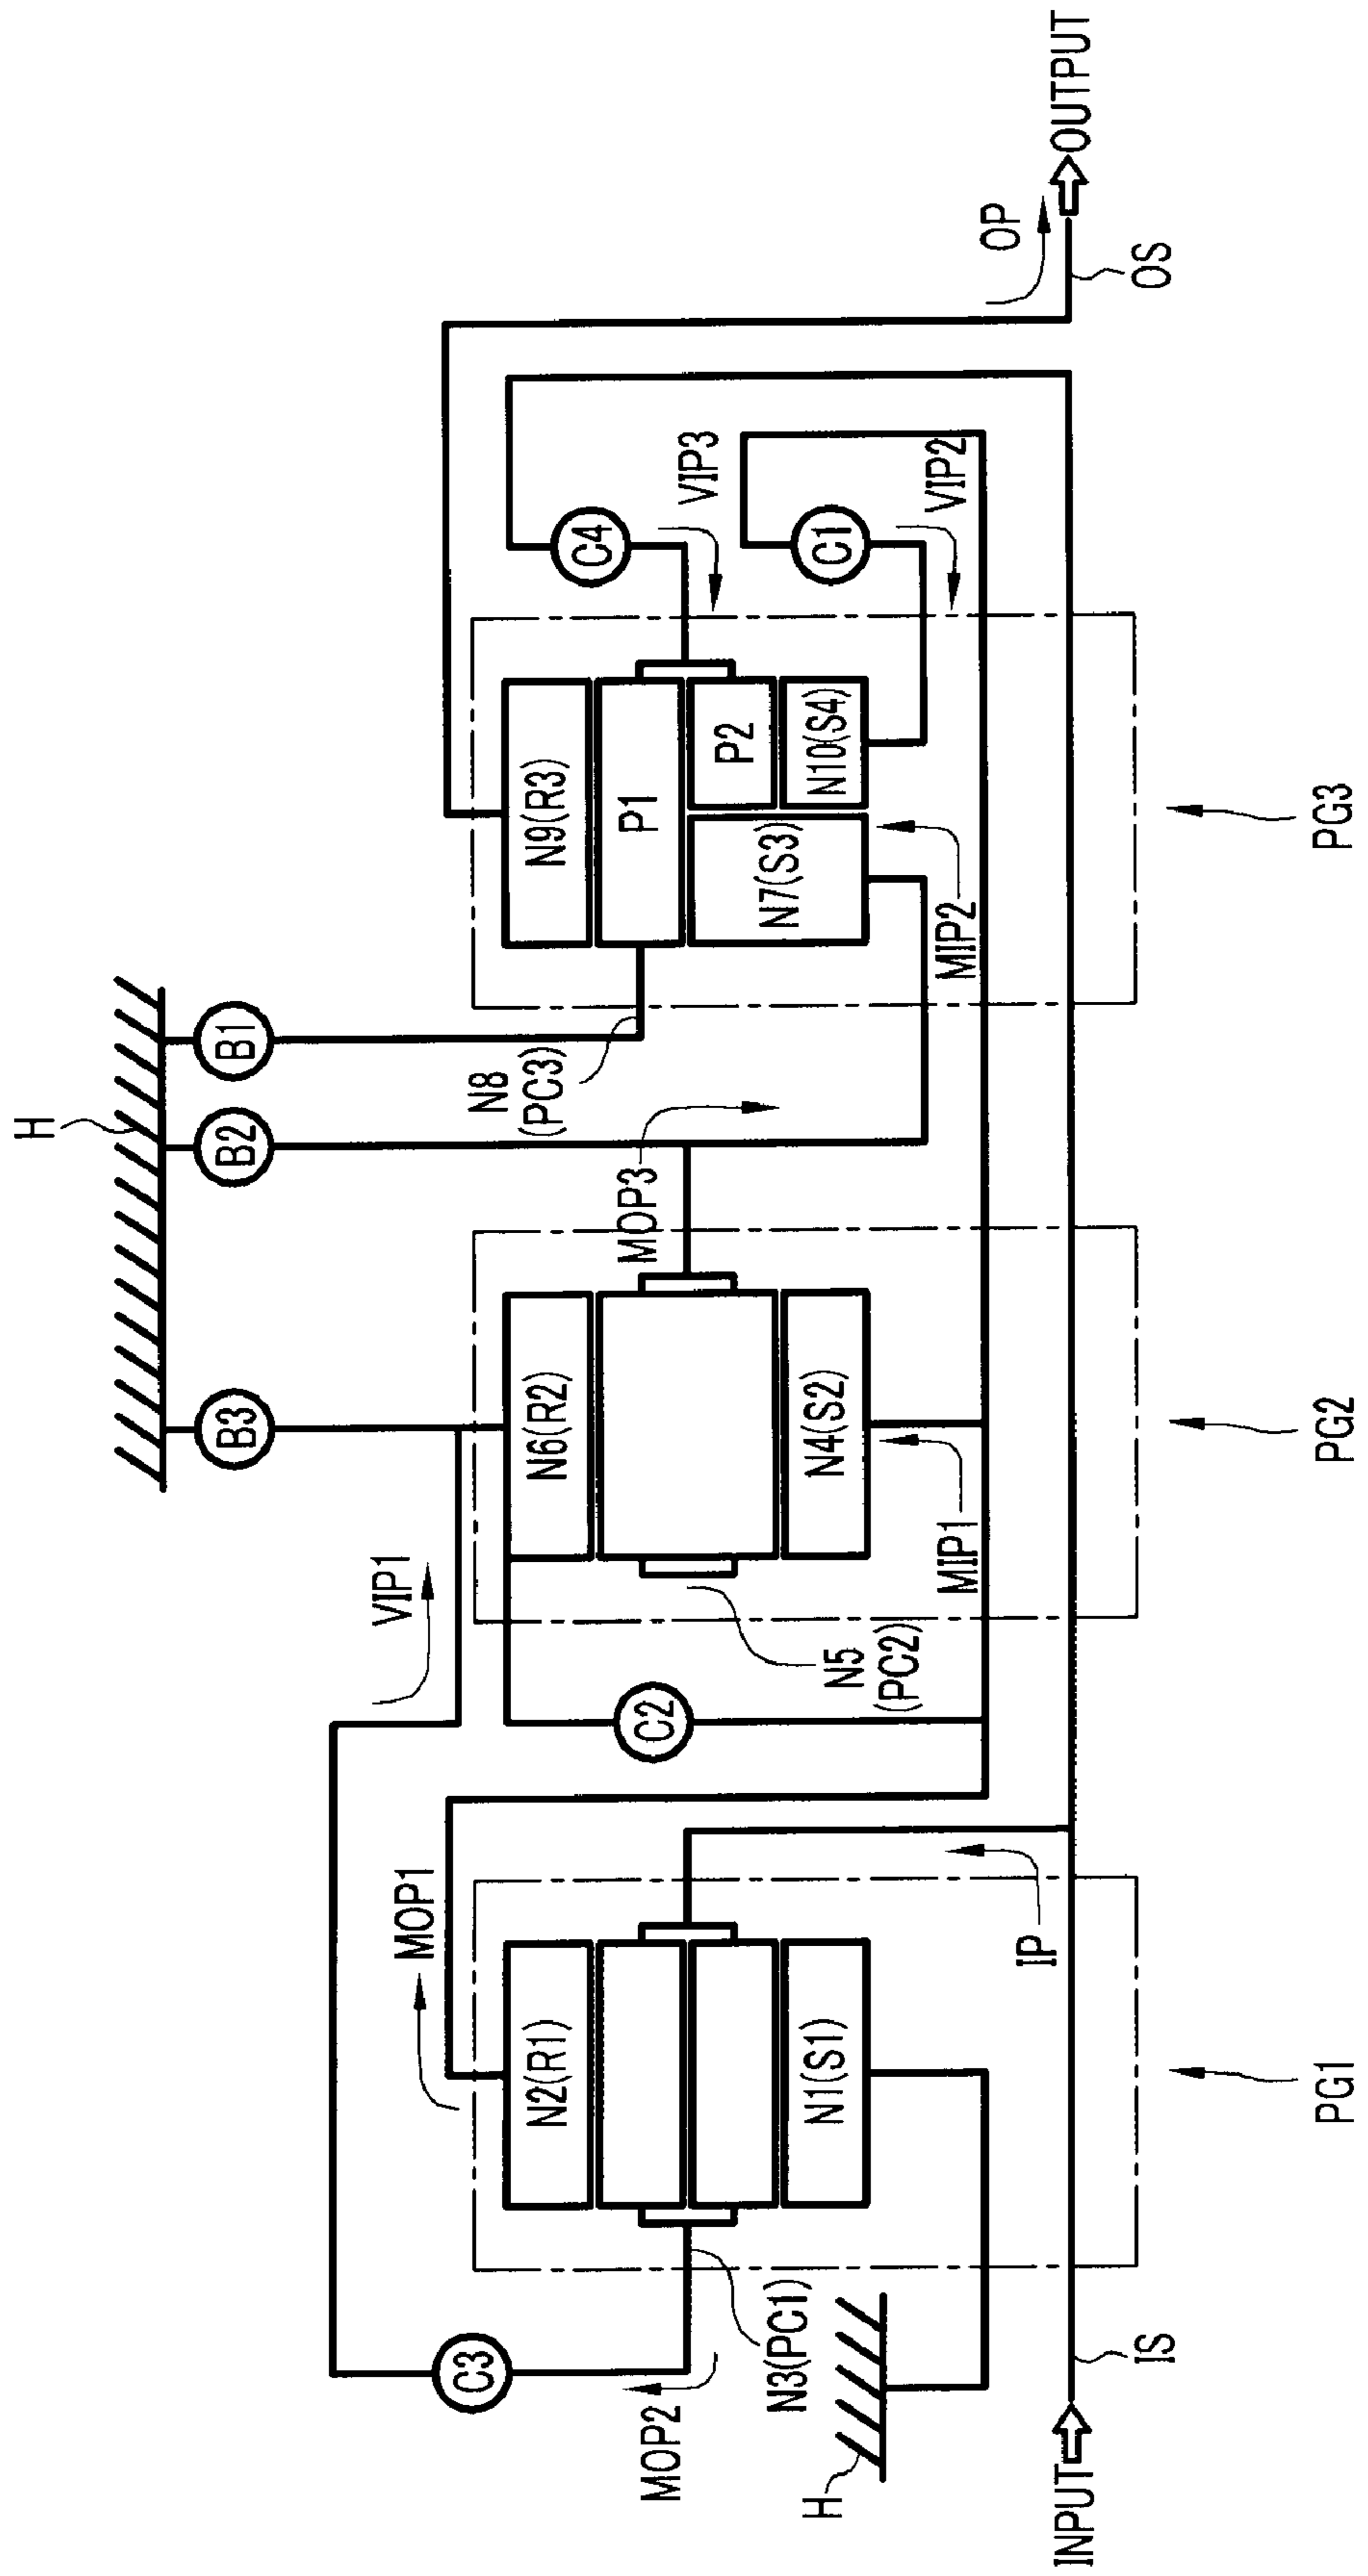 H
B3
B2
B1
VIP1
C3
MOP1
MOP2
N2(R1)
N1(S1)
N3(PC1)
H
IP
C2
N6(R2)
N4(S2)
N5
(PC2)
MIP1
MOP3
N8
(PC3)
N9(R3)
P1
P2
N7(S3)
N10(S4)
MIP2
C4
VIP3
C1
VIP2
OP
OS
OUTPUT
INPUT
IS
PG1
PG2
PG3